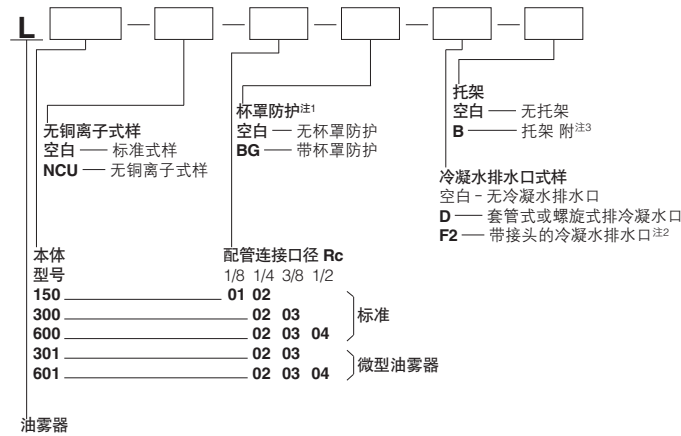 L
无铜离子式样
空白 — 标准式样
NCU — 无铜离子式样
杯罩防护注1
空白 — 无杯罩防护
BG — 带杯罩防护
托架
空白 — 无托架
B — 托架 附注3
冷凝水排水口式样
空白 - 无冷凝水排水口
D — 套管式或螺旋式排冷凝水口
F2 — 带接头的冷凝水排水口注2
本体
型号
配管连接口径 Rc
1/8 1/4 3/8 1/2
150 01 02
300 02 03
600 02 03 04
标准
301 02 03
601 02 03 04
微型油雾器
油雾器